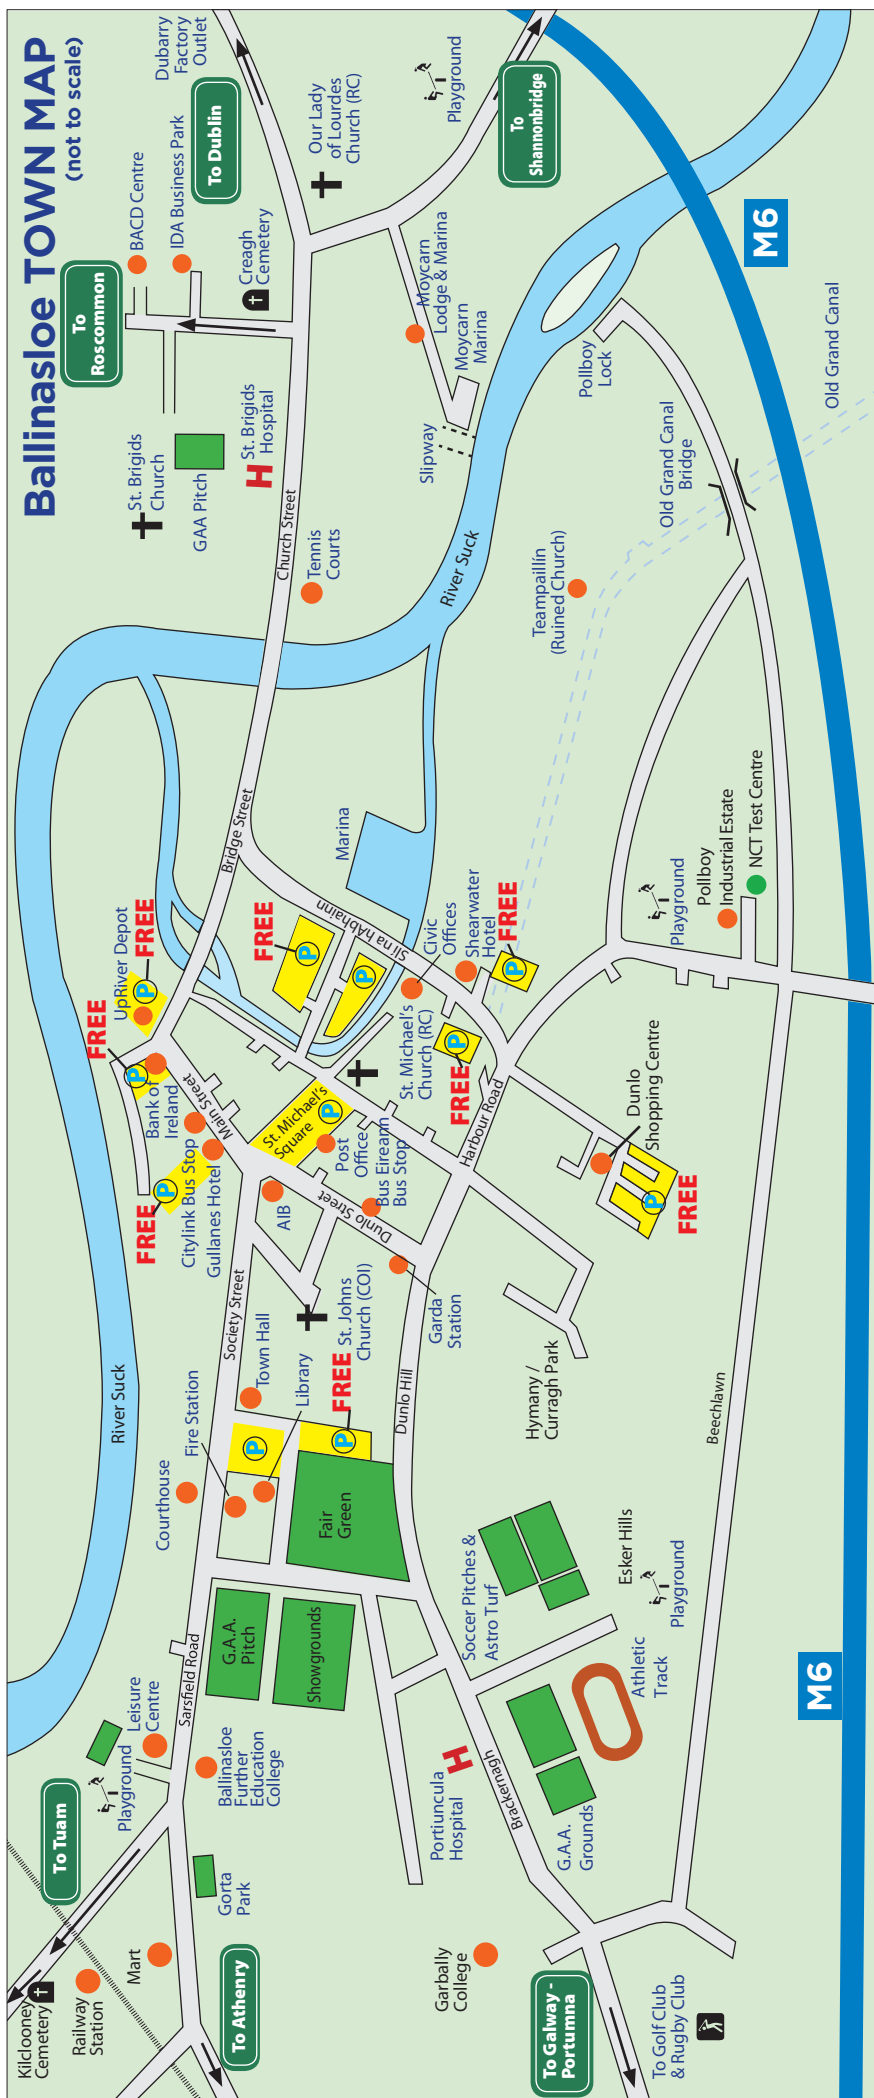 Ballinasloe TOWN MAP
(not to scale)
Kilclooney
Cemetery
Railway
Station
Mart
To Tuam
To Athenry
Gorta
Park
Playground
Leisure
Centre
Ballinasloe
Further
Education
College
Sarsfield Road
G.A.A.
Pitch
Showgrounds
River Suck
Courthouse
Fire Station
Town Hall
Library
Fair
Green
P
P
FREE
St. Johns
Church (COI)
Society Street
Dunlo Hill
Garda
Station
Citylink Bus Stop
Gullanes Hotel
FREE
P
FREE
P
Bank of
Ireland
Main Street
AIB
Dunlo Street
St. Michael's
Square
P
Post
Office
Bus Eireann
Bus Stop
UpRiver Depot
P
FREE
Bridge Street
FREE
P
P
Slí na hAbhainn
St. Michael's
Church (RC)
Civic
Offices
Shearwater
Hotel
FREE
P
FREE
P
Harbour Road
Marina
Dunlo
Shopping Centre
P
FREE
Hymany /
Curragh Park
Beechlawn
Playground
Pollboy
Industrial Estate
NCT Test Centre
Church Street
Tennis
Courts
River Suck
St. Brigids
Church
GAA Pitch
St. Brigids
Hospital
H
To
Roscommon
BACD Centre
IDA Business Park
Creagh
Cemetery
To Dublin
Dubarry
Factory
Outlet
Our Lady
of Lourdes
Church (RC)
Playground
To
Shannonbridge
Moycarn
Lodge & Marina
Moycarn
Marina
Slipway
Teampaillín
(Ruined Church)
Pollboy
Lock
Old Grand Canal
Bridge
Old Grand Canal
M6
Soccer Pitches &
Astro Turf
Esker Hills
Playground
Athletic
Track
G.A.A.
Grounds
Brackernagh
Portiuncula
Hospital
H
Garbally
College
To Galway -
Portumna
To Golf Club
& Rugby Club
M6